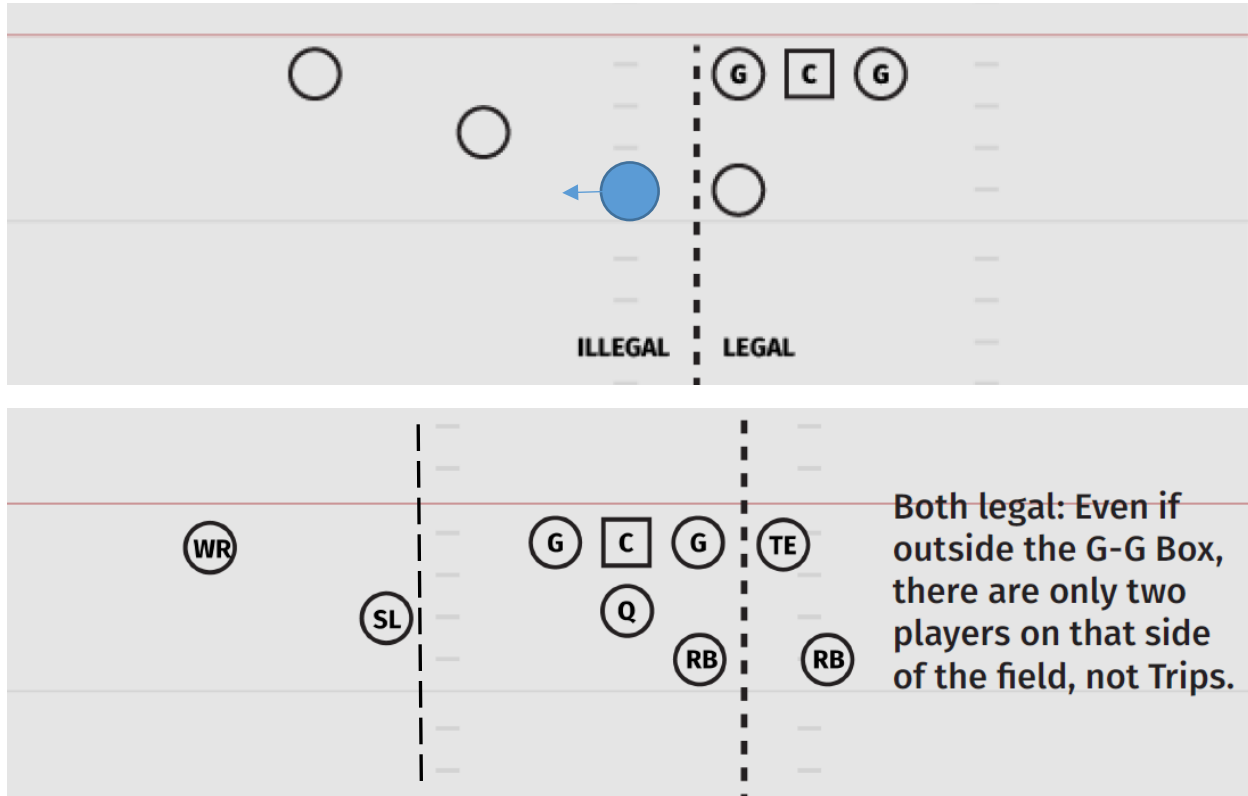 G C G
ILLEGAL LEGAL
WR G C G TE
SL Q
RB RB
Both legal: Even if
outside the G-G Box,
there are only two
players on that side
of the field, not Trips.